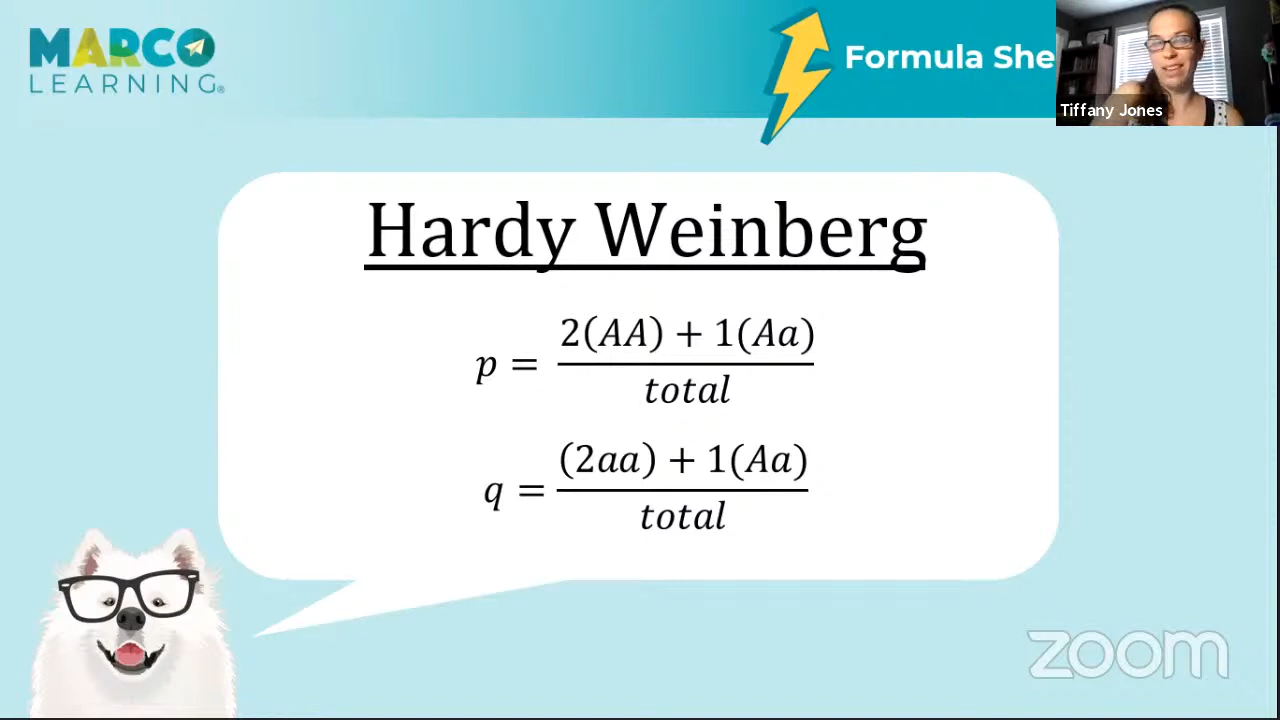 MARCO
LEARNING®
Formula She
Tiffany Jones
Hardy Weinberg
p = 2(AA) + 1(Aa) / total
q = (2aa) + 1(Aa) / total
zoom